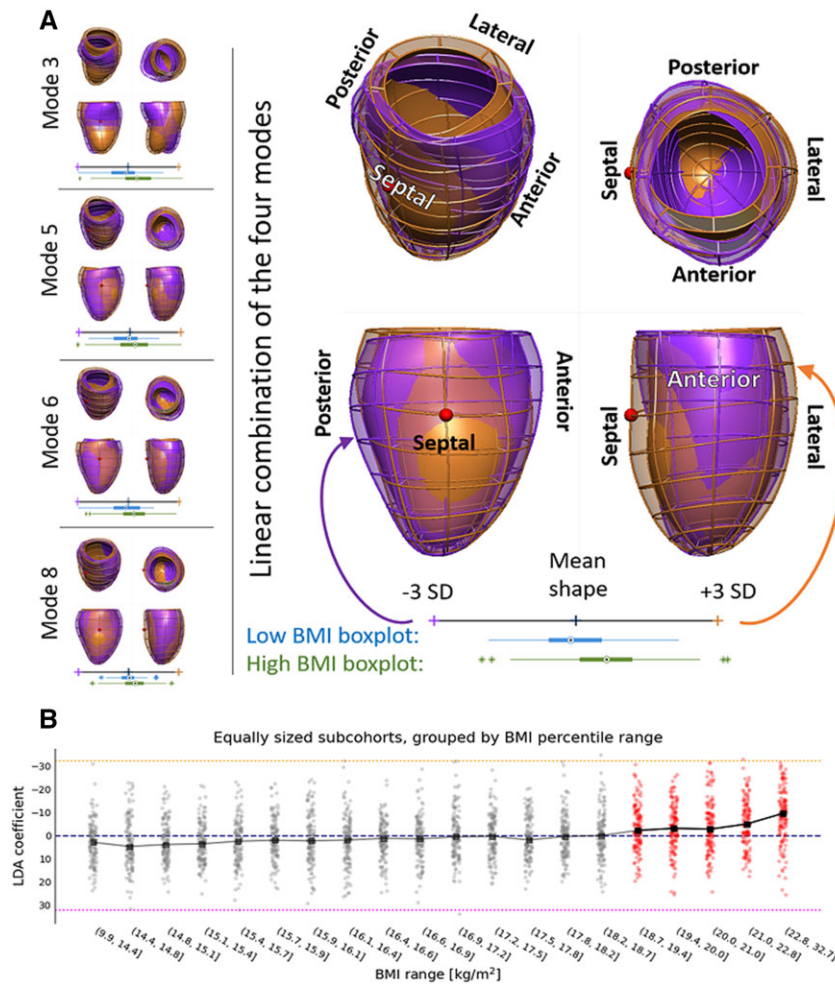 A
Mode 3
Mode 5
Mode 6
Mode 8
Linear combination of the four modes
Posterior
Lateral
Septal
Anterior
Posterior
Septal
Lateral
Anterior
Posterior
Septal
Anterior
Septal
Anterior
Lateral
-3 SD
Mean
shape
+3 SD
Low BMI boxplot:
High BMI boxplot:
B
Equally sized subcohorts, grouped by BMI percentile range
LDA coefficient
−30
−20
−10
0
10
20
30
(9.9, 14.4]
(14.4, 14.8]
(14.8, 15.1]
(15.1, 15.4]
(15.4, 15.7]
(15.7, 15.9]
(15.9, 16.1]
(16.1, 16.4]
(16.4, 16.6]
(16.6, 16.9]
(16.9, 17.2]
(17.2, 17.5]
(17.5, 17.8]
(17.8, 18.2]
(18.2, 18.7]
(18.7, 19.4]
(19.4, 20.0]
(20.0, 21.0]
(21.0, 22.8]
(22.8, 32.7]
BMI range [kg/m²]